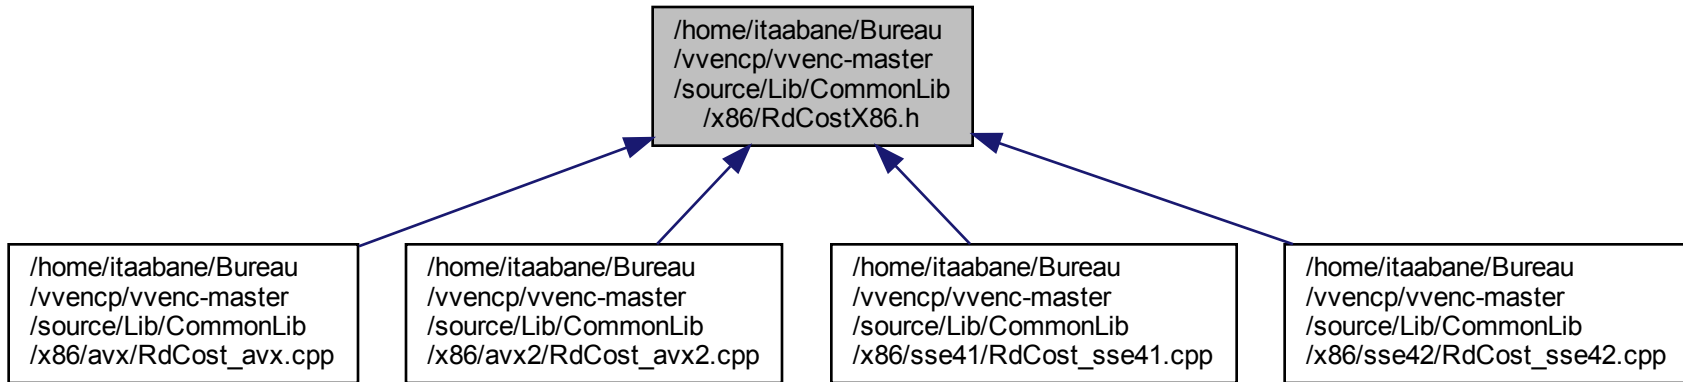 /home/itaabane/Bureau
/vvencp/vvenc-master
/source/Lib/CommonLib
/x86/RdCostX86.h
/home/itaabane/Bureau
/vvencp/vvenc-master
/source/Lib/CommonLib
/x86/avx/RdCost_avx.cpp
/home/itaabane/Bureau
/vvencp/vvenc-master
/source/Lib/CommonLib
/x86/avx2/RdCost_avx2.cpp
/home/itaabane/Bureau
/vvencp/vvenc-master
/source/Lib/CommonLib
/x86/sse41/RdCost_sse41.cpp
/home/itaabane/Bureau
/vvencp/vvenc-master
/source/Lib/CommonLib
/x86/sse42/RdCost_sse42.cpp